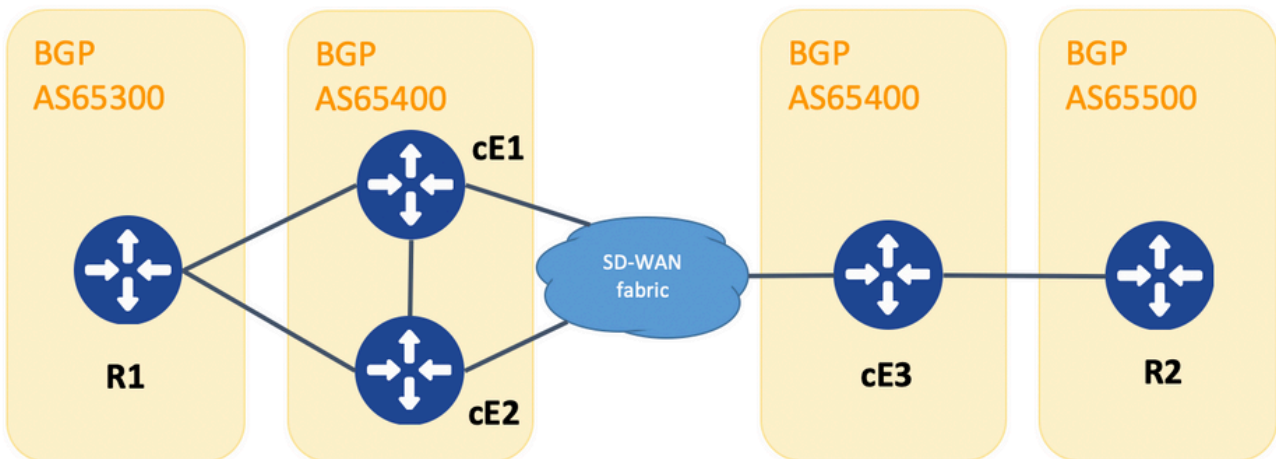 BGP
AS65300
BGP
AS65400
BGP
AS65400
BGP
AS65500
cE1
SD-WAN
fabric
R1
cE2
cE3
R2